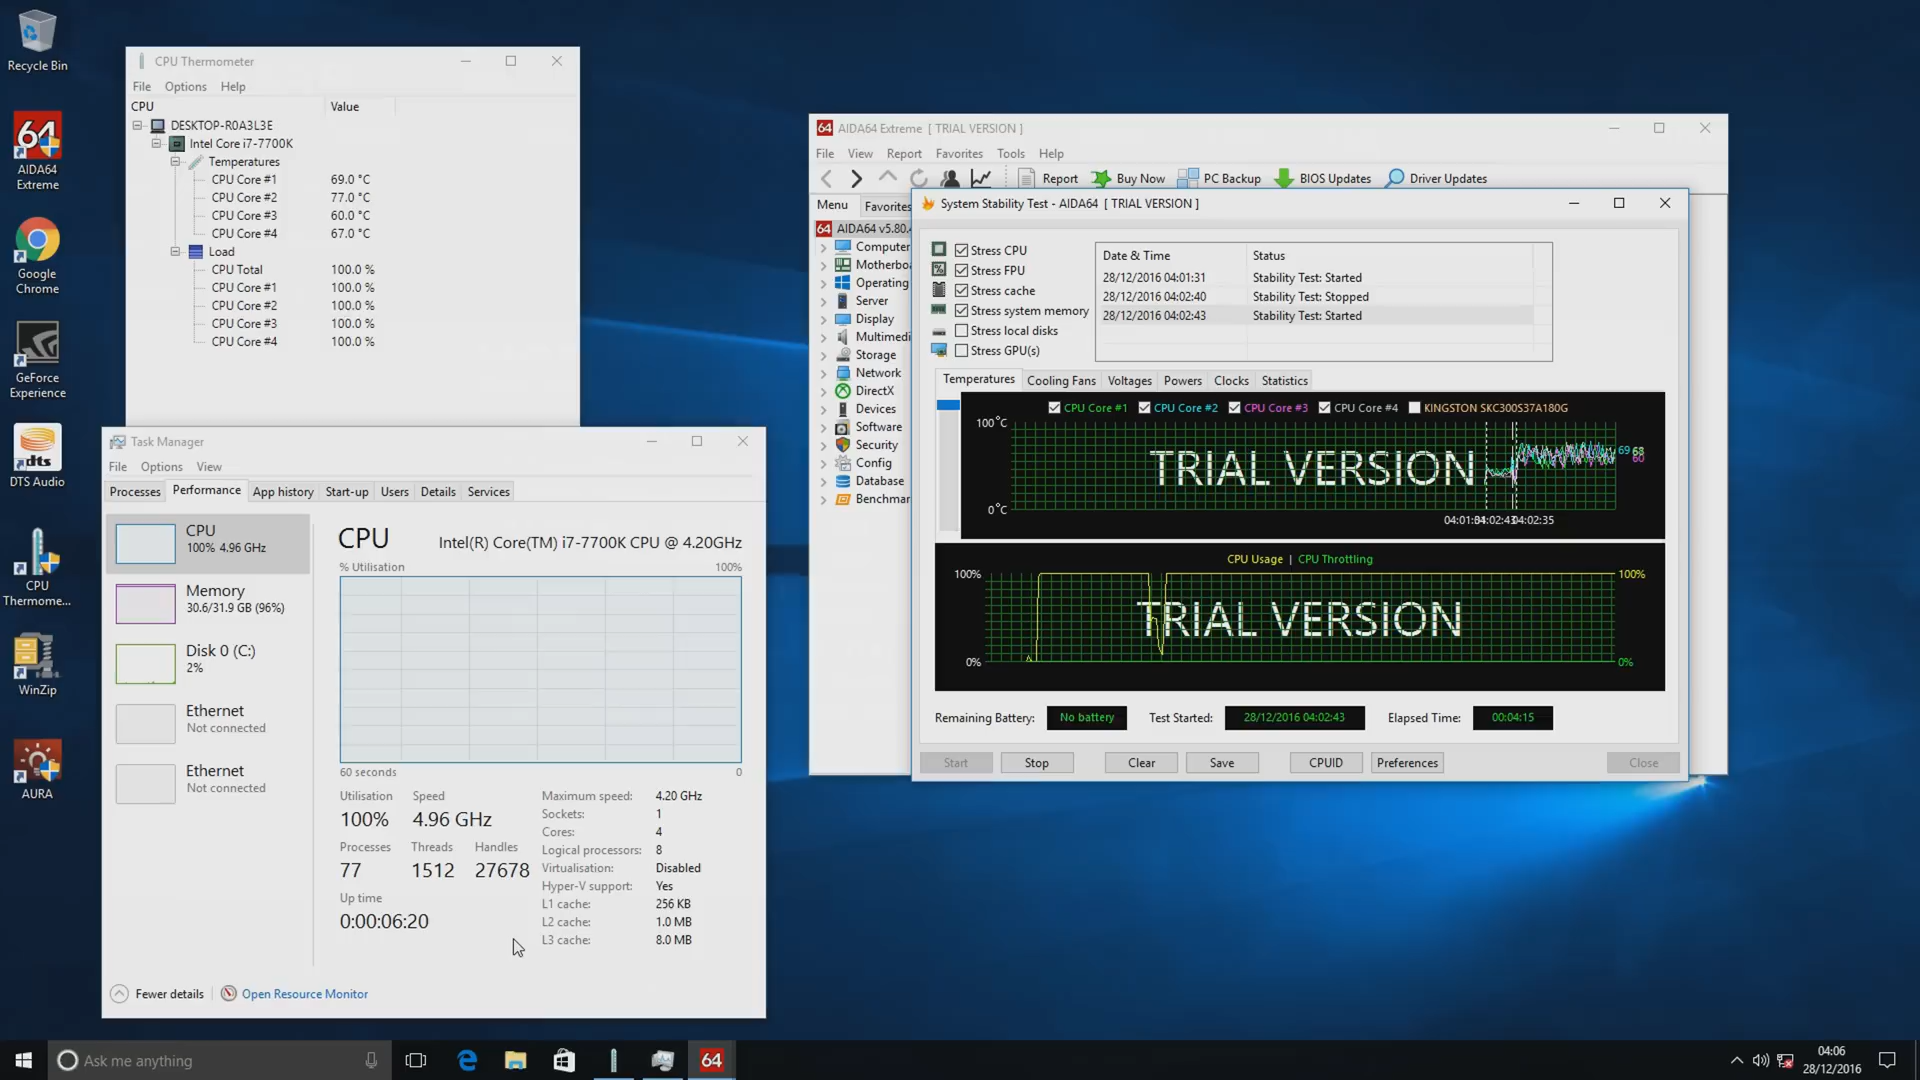 Recycle Bin
AIDA64
Extreme
Google
Chrome
GeForce
Experience
dts
DTS Audio
CPU
Thermome...
WinZip
AURA
CPU Thermometer
File Options Help
CPU Value
DESKTOP-R0A3L3E
Intel Core i7-7700K
Temperatures
CPU Core #1 69.0 °C
CPU Core #2 77.0 °C
CPU Core #3 60.0 °C
CPU Core #4 67.0 °C
Load
CPU Total 100.0 %
CPU Core #1 100.0 %
CPU Core #2 100.0 %
CPU Core #3 100.0 %
CPU Core #4 100.0 %
Task Manager
File Options View
Processes Performance App history Start-up Users Details Services
CPU
100% 4.96 GHz
Memory
30.6/31.9 GB (96%)
Disk 0 (C:)
2%
Ethernet
Not connected
Ethernet
Not connected
CPU Intel(R) Core(TM) i7-7700K CPU @ 4.20GHz
% Utilisation 100%
60 seconds 0
Utilisation Speed
100% 4.96 GHz
Processes Threads Handles
77 1512 27678
Up time
0:00:06:20
Maximum speed: 4.20 GHz
Sockets: 1
Cores: 4
Logical processors: 8
Virtualisation: Disabled
Hyper-V support: Yes
L1 cache: 256 KB
L2 cache: 1.0 MB
L3 cache: 8.0 MB
Fewer details Open Resource Monitor
64 AIDA64 Extreme [ TRIAL VERSION ]
File View Report Favorites Tools Help
Report Buy Now PC Backup BIOS Updates Driver Updates
Menu Favorites
64 AIDA64 v5.80.
Computer
Motherbo
Operating
Server
Display
Multimedi
Storage
Network
DirectX
Devices
Software
Security
Config
Database
Benchmar
System Stability Test - AIDA64 [ TRIAL VERSION ]
Stress CPU
Stress FPU
Stress cache
Stress system memory
Stress local disks
Stress GPU(s)
Date & Time Status
28/12/2016 04:01:31 Stability Test: Started
28/12/2016 04:02:40 Stability Test: Stopped
28/12/2016 04:02:43 Stability Test: Started
Temperatures Cooling Fans Voltages Powers Clocks Statistics
CPU Core #1 CPU Core #2 CPU Core #3 CPU Core #4 KINGSTON SKC300S37A180G
100°C
TRIAL VERSION
69 68
60
0°C
CPU Usage | CPU Throttling
100% 100%
TRIAL VERSION
0% 0%
Remaining Battery: No battery Test Started: 28/12/2016 04:02:43 Elapsed Time: 00:04:15
Start Stop Clear Save CPUID Preferences Close
Ask me anything
64
04:06
28/12/2016